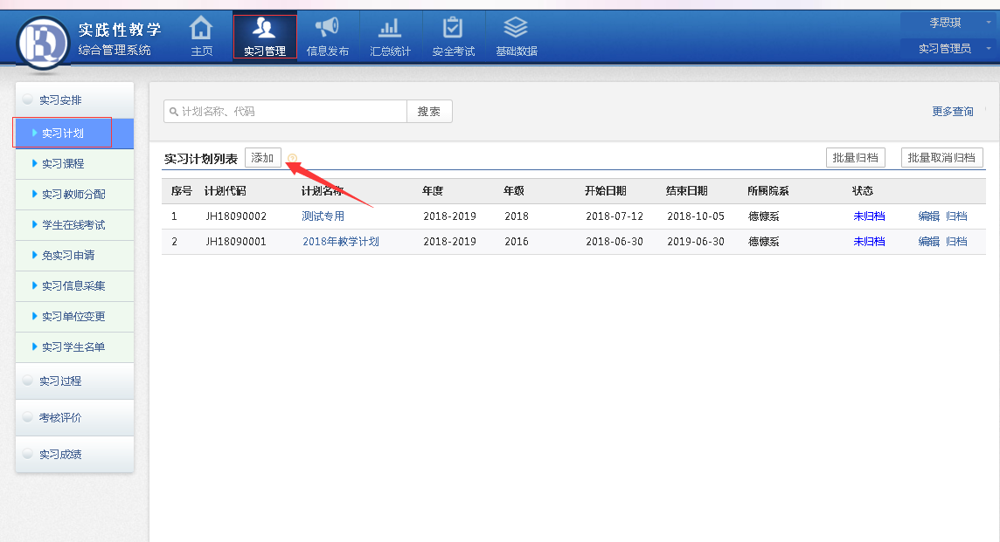 实践性教学
综合管理系统
主页
实习管理
信息发布
汇总统计
安全考试
基础数据
李思琪
实习管理员
实习安排
实习计划
实习课程
实习教师分配
学生在线考试
免实习申请
实习信息采集
实习单位变更
实习学生名单
实习过程
考核评价
实习成绩
计划名称、代码
搜索
更多查询
实习计划列表 添加
批量归档 批量取消归档
序号 计划代码 计划名称 年度 年级 开始日期 结束日期 所属院系 状态
1 JH18090002 测试专用 2018-2019 2018 2018-07-12 2018-10-05 德慷系 未归档 编辑 归档
2 JH18090001 2018年教学计划 2018-2019 2016 2018-06-30 2019-06-30 德慷系 未归档 编辑 归档